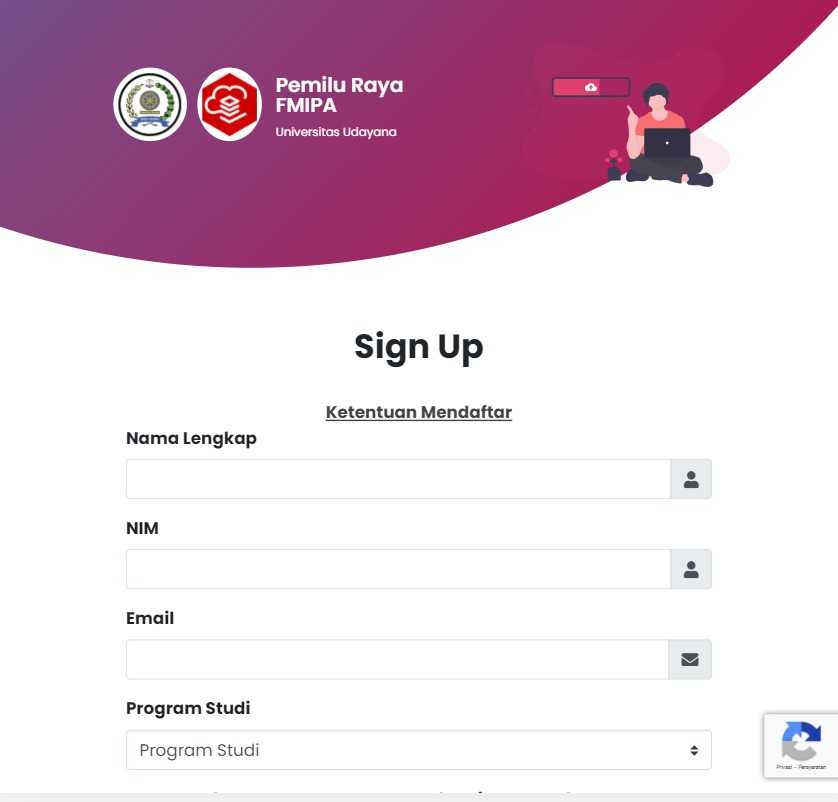 Pemilu Raya
FMIPA
Universitas Udayana
Sign Up
Ketentuan Mendaftar
Nama Lengkap
NIM
Email
Program Studi
Program Studi
Privasi - Persyaratan